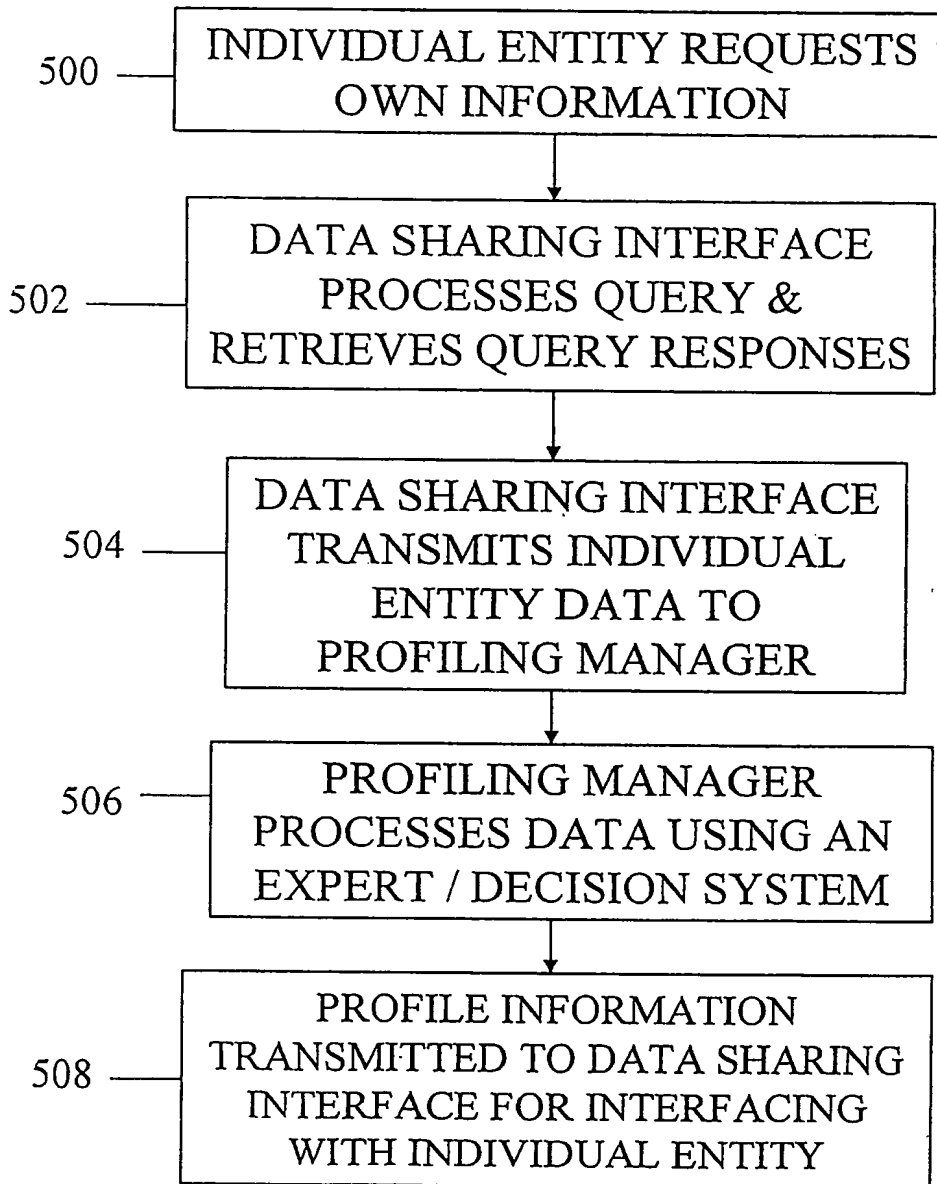 500
INDIVIDUAL ENTITY REQUESTS
OWN INFORMATION
502
DATA SHARING INTERFACE
PROCESSES QUERY &
RETRIEVES QUERY RESPONSES
504
DATA SHARING INTERFACE
TRANSMITS INDIVIDUAL
ENTITY DATA TO
PROFILING MANAGER
506
PROFILING MANAGER
PROCESSES DATA USING AN
EXPERT / DECISION SYSTEM
508
PROFILE INFORMATION
TRANSMITTED TO DATA SHARING
INTERFACE FOR INTERFACING
WITH INDIVIDUAL ENTITY